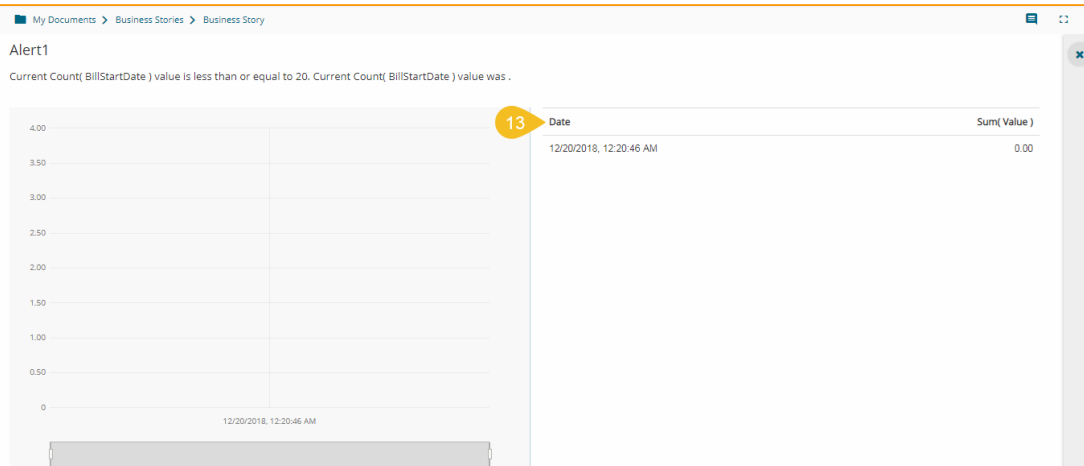 My Documents > Business Stories > Business Story
Alert1
Current Count( BillStartDate ) value is less than or equal to 20. Current Count( BillStartDate ) value was .
13
Date Sum( Value )
12/20/2018, 12:20:46 AM 0.00
4.00
3.50
3.00
2.50
2.00
1.50
1.00
0.50
0
12/20/2018, 12:20:46 AM